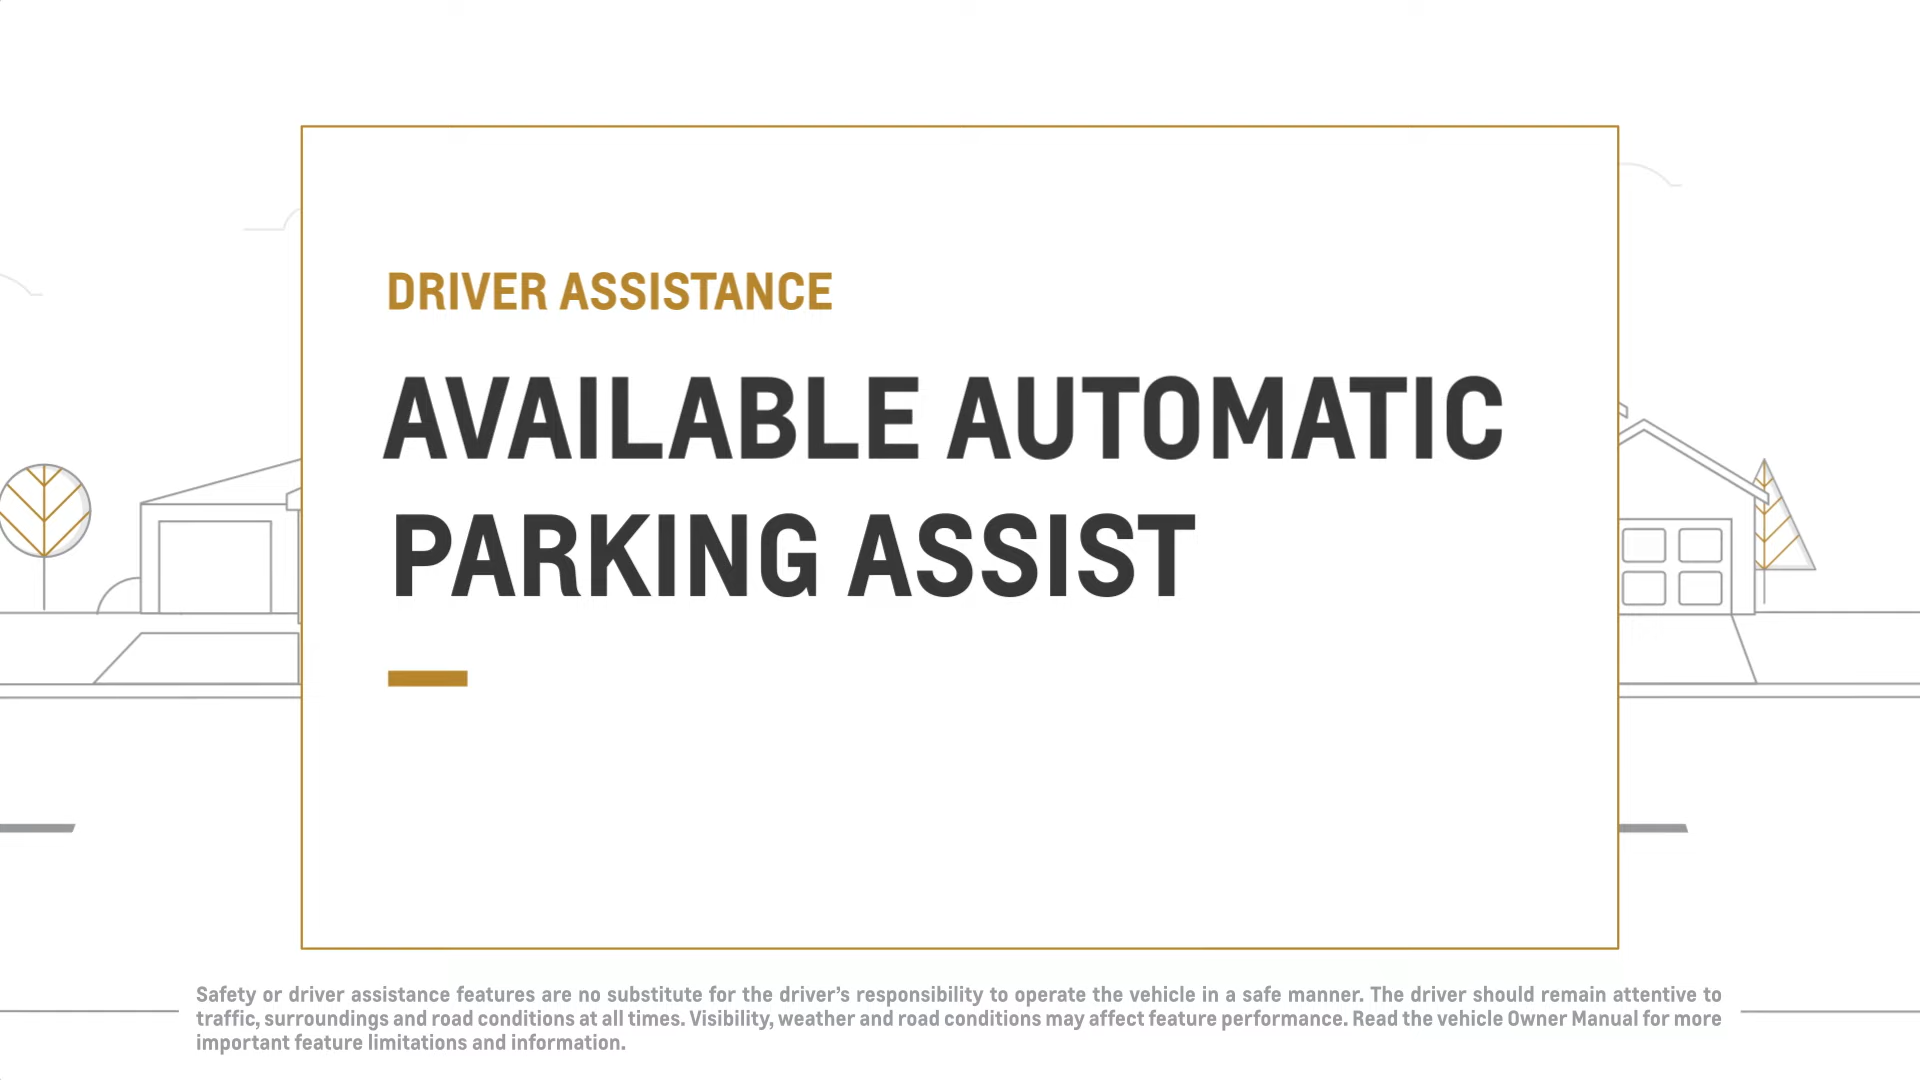 DRIVER ASSISTANCE
AVAILABLE AUTOMATIC
PARKING ASSIST
Safety or driver assistance features are no substitute for the driver’s responsibility to operate the vehicle in a safe manner. The driver should remain attentive to
traffic, surroundings and road conditions at all times. Visibility, weather and road conditions may affect feature performance. Read the vehicle Owner Manual for more
important feature limitations and information.